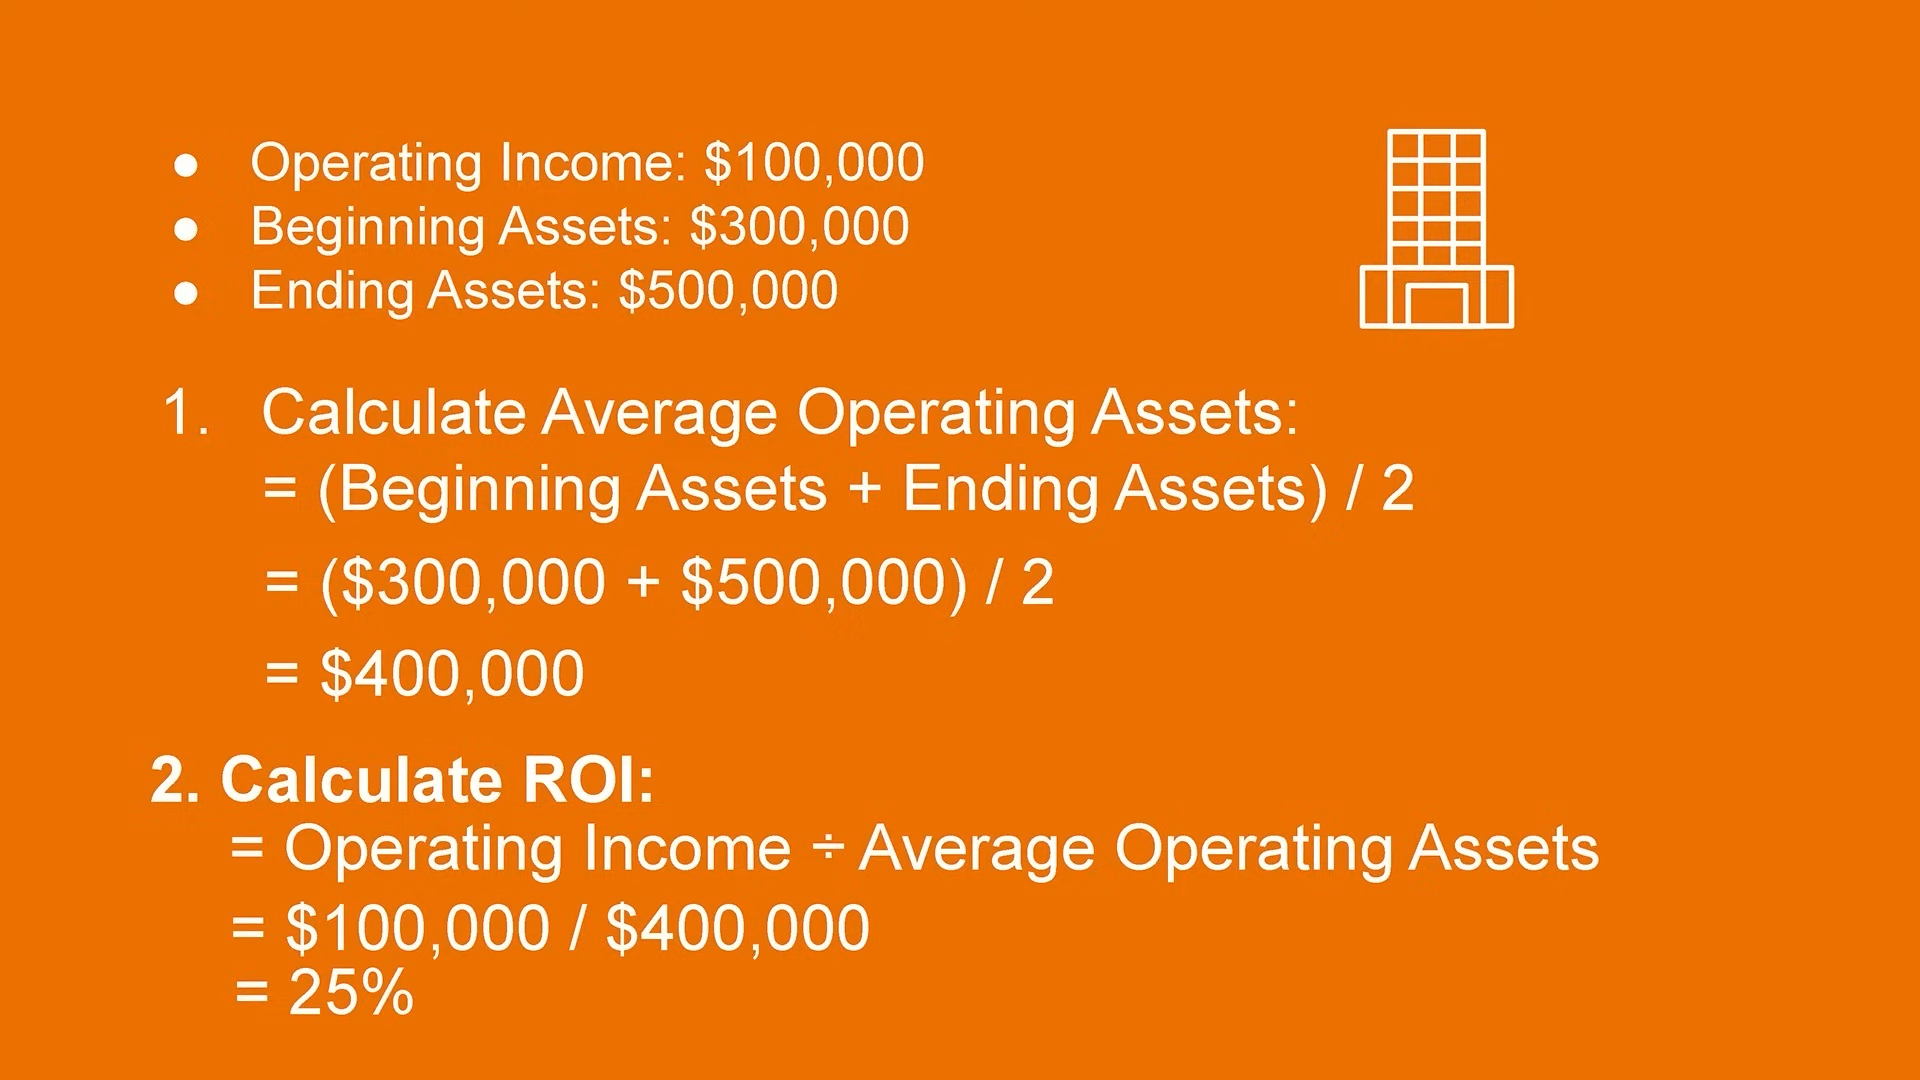 ● Operating Income: $100,000
● Beginning Assets: $300,000
● Ending Assets: $500,000
1. Calculate Average Operating Assets:
= (Beginning Assets + Ending Assets) / 2
= ($300,000 + $500,000) / 2
= $400,000
2. Calculate ROI:
= Operating Income ÷ Average Operating Assets
= $100,000 / $400,000
= 25%